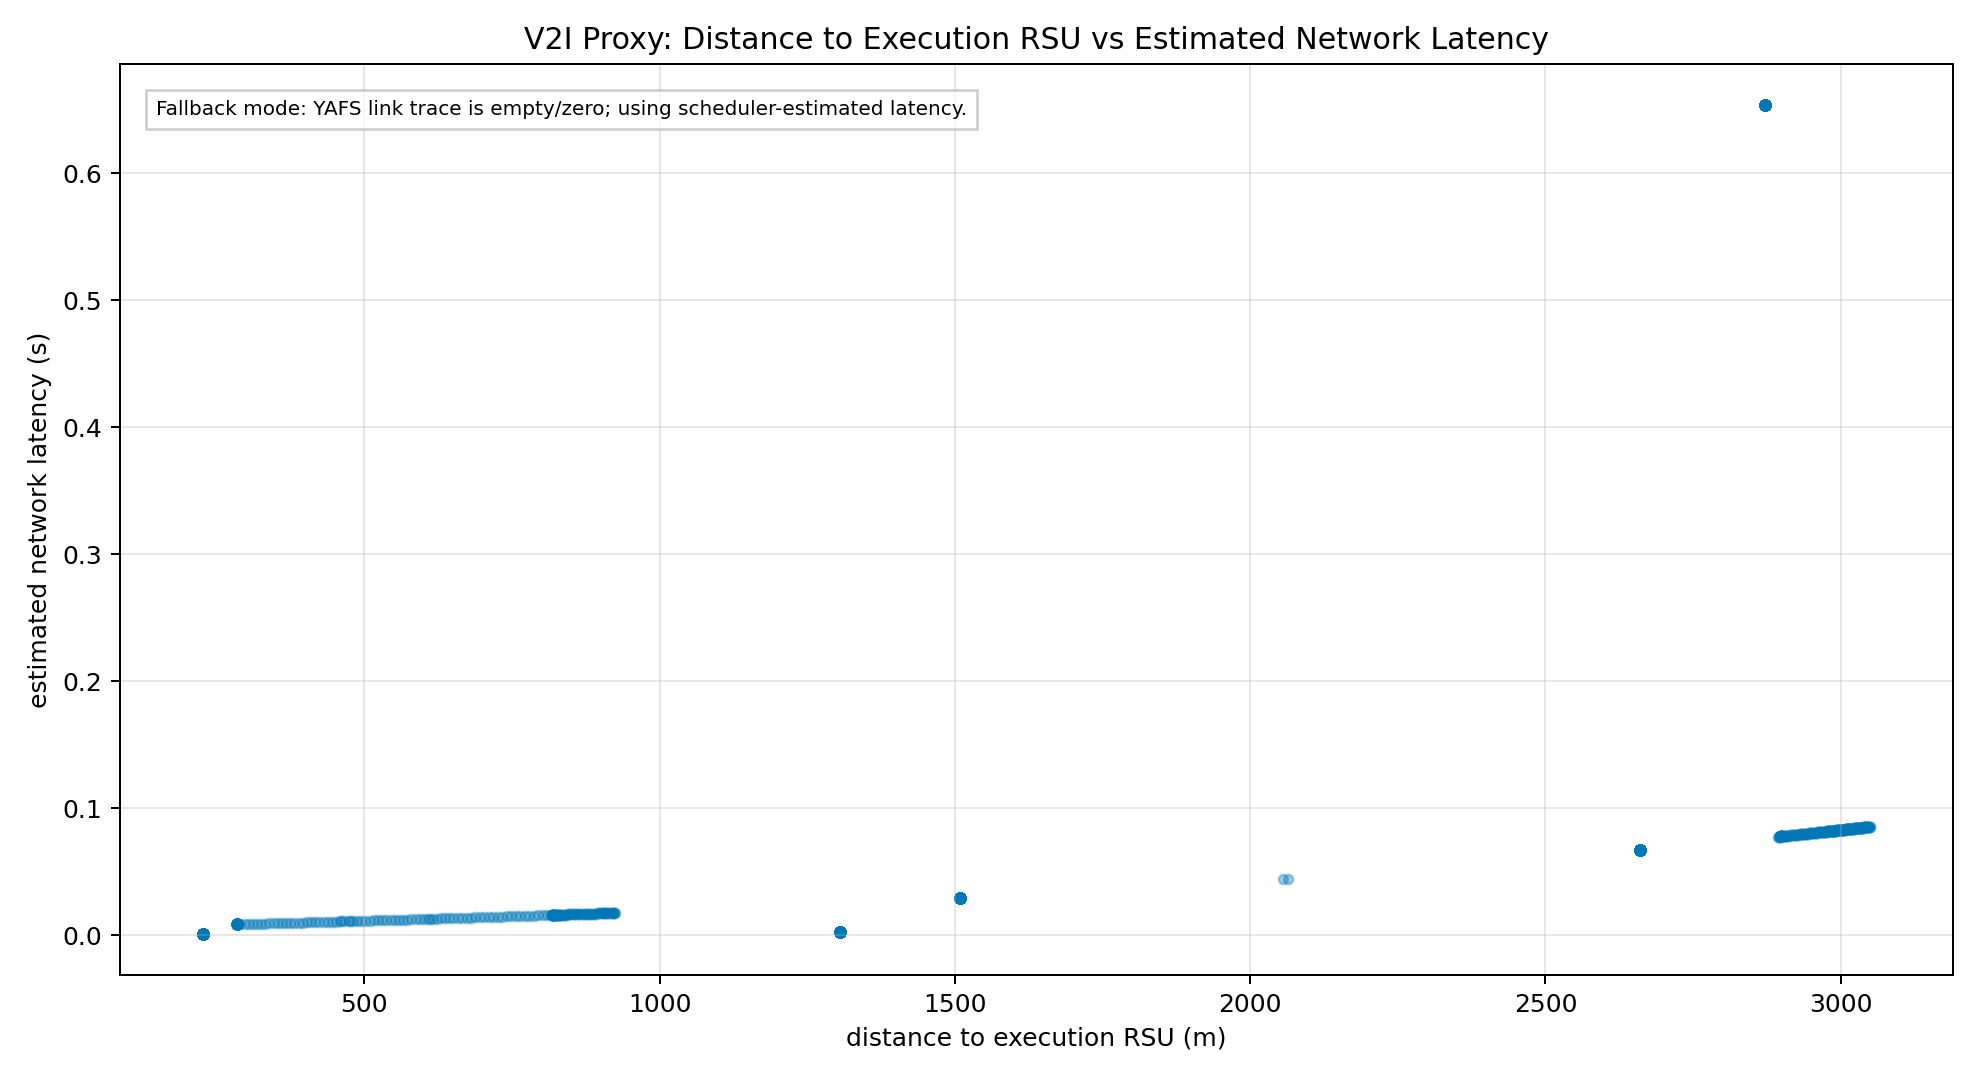 V2I Proxy: Distance to Execution RSU vs Estimated Network Latency
Fallback mode: YAFS link trace is empty/zero; using scheduler-estimated latency.
estimated network latency (s)
0.6
0.5
0.4
0.3
0.2
0.1
0.0
500 1000 1500 2000 2500 3000
distance to execution RSU (m)